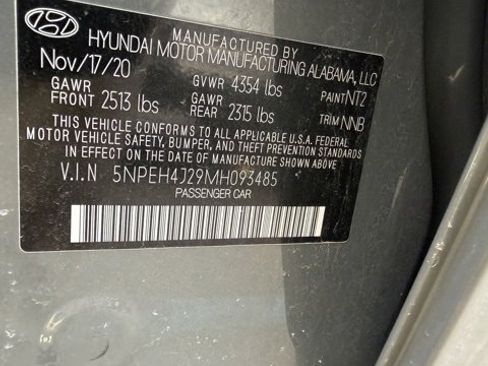 MANUFACTURED BY
HYUNDAI MOTOR MANUFACTURING ALABAMA, LLC
Nov/17/20 GVWR 4354 lbs PAINT NT2
GAWR FRONT 2513 lbs GAWR REAR 2315 lbs TRIM NNB
THIS VEHICLE CONFORMS TO ALL APPLICABLE U.S.A. FEDERAL
MOTOR VEHICLE SAFETY, BUMPER, AND THEFT PREVENTION STANDARDS
IN EFFECT ON THE DATE OF MANUFACTURE SHOWN ABOVE.
V.I.N 5NPEH4J29MH093485
PASSENGER CAR